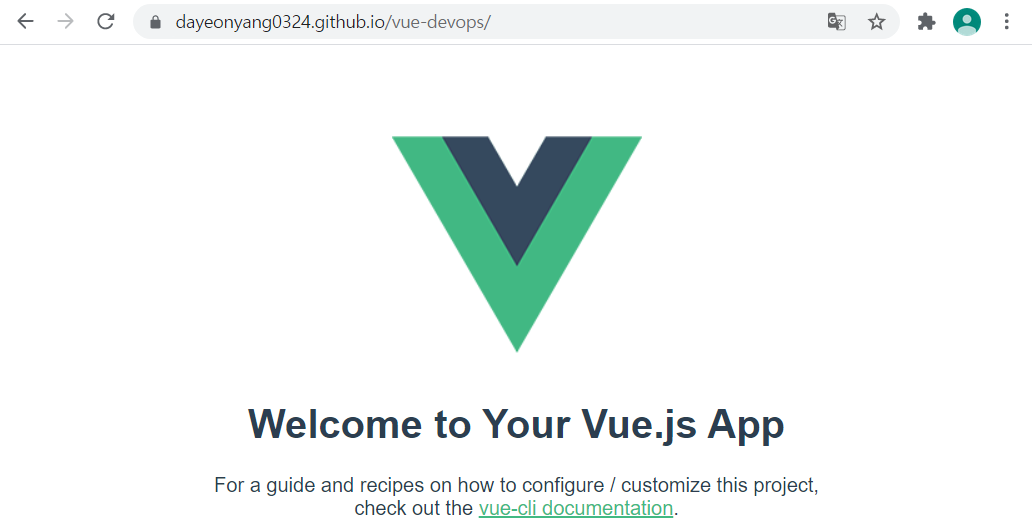 dayeonyang0324.github.io/vue-devops/
Welcome to Your Vue.js App
For a guide and recipes on how to configure / customize this project,
check out the vue-cli documentation.